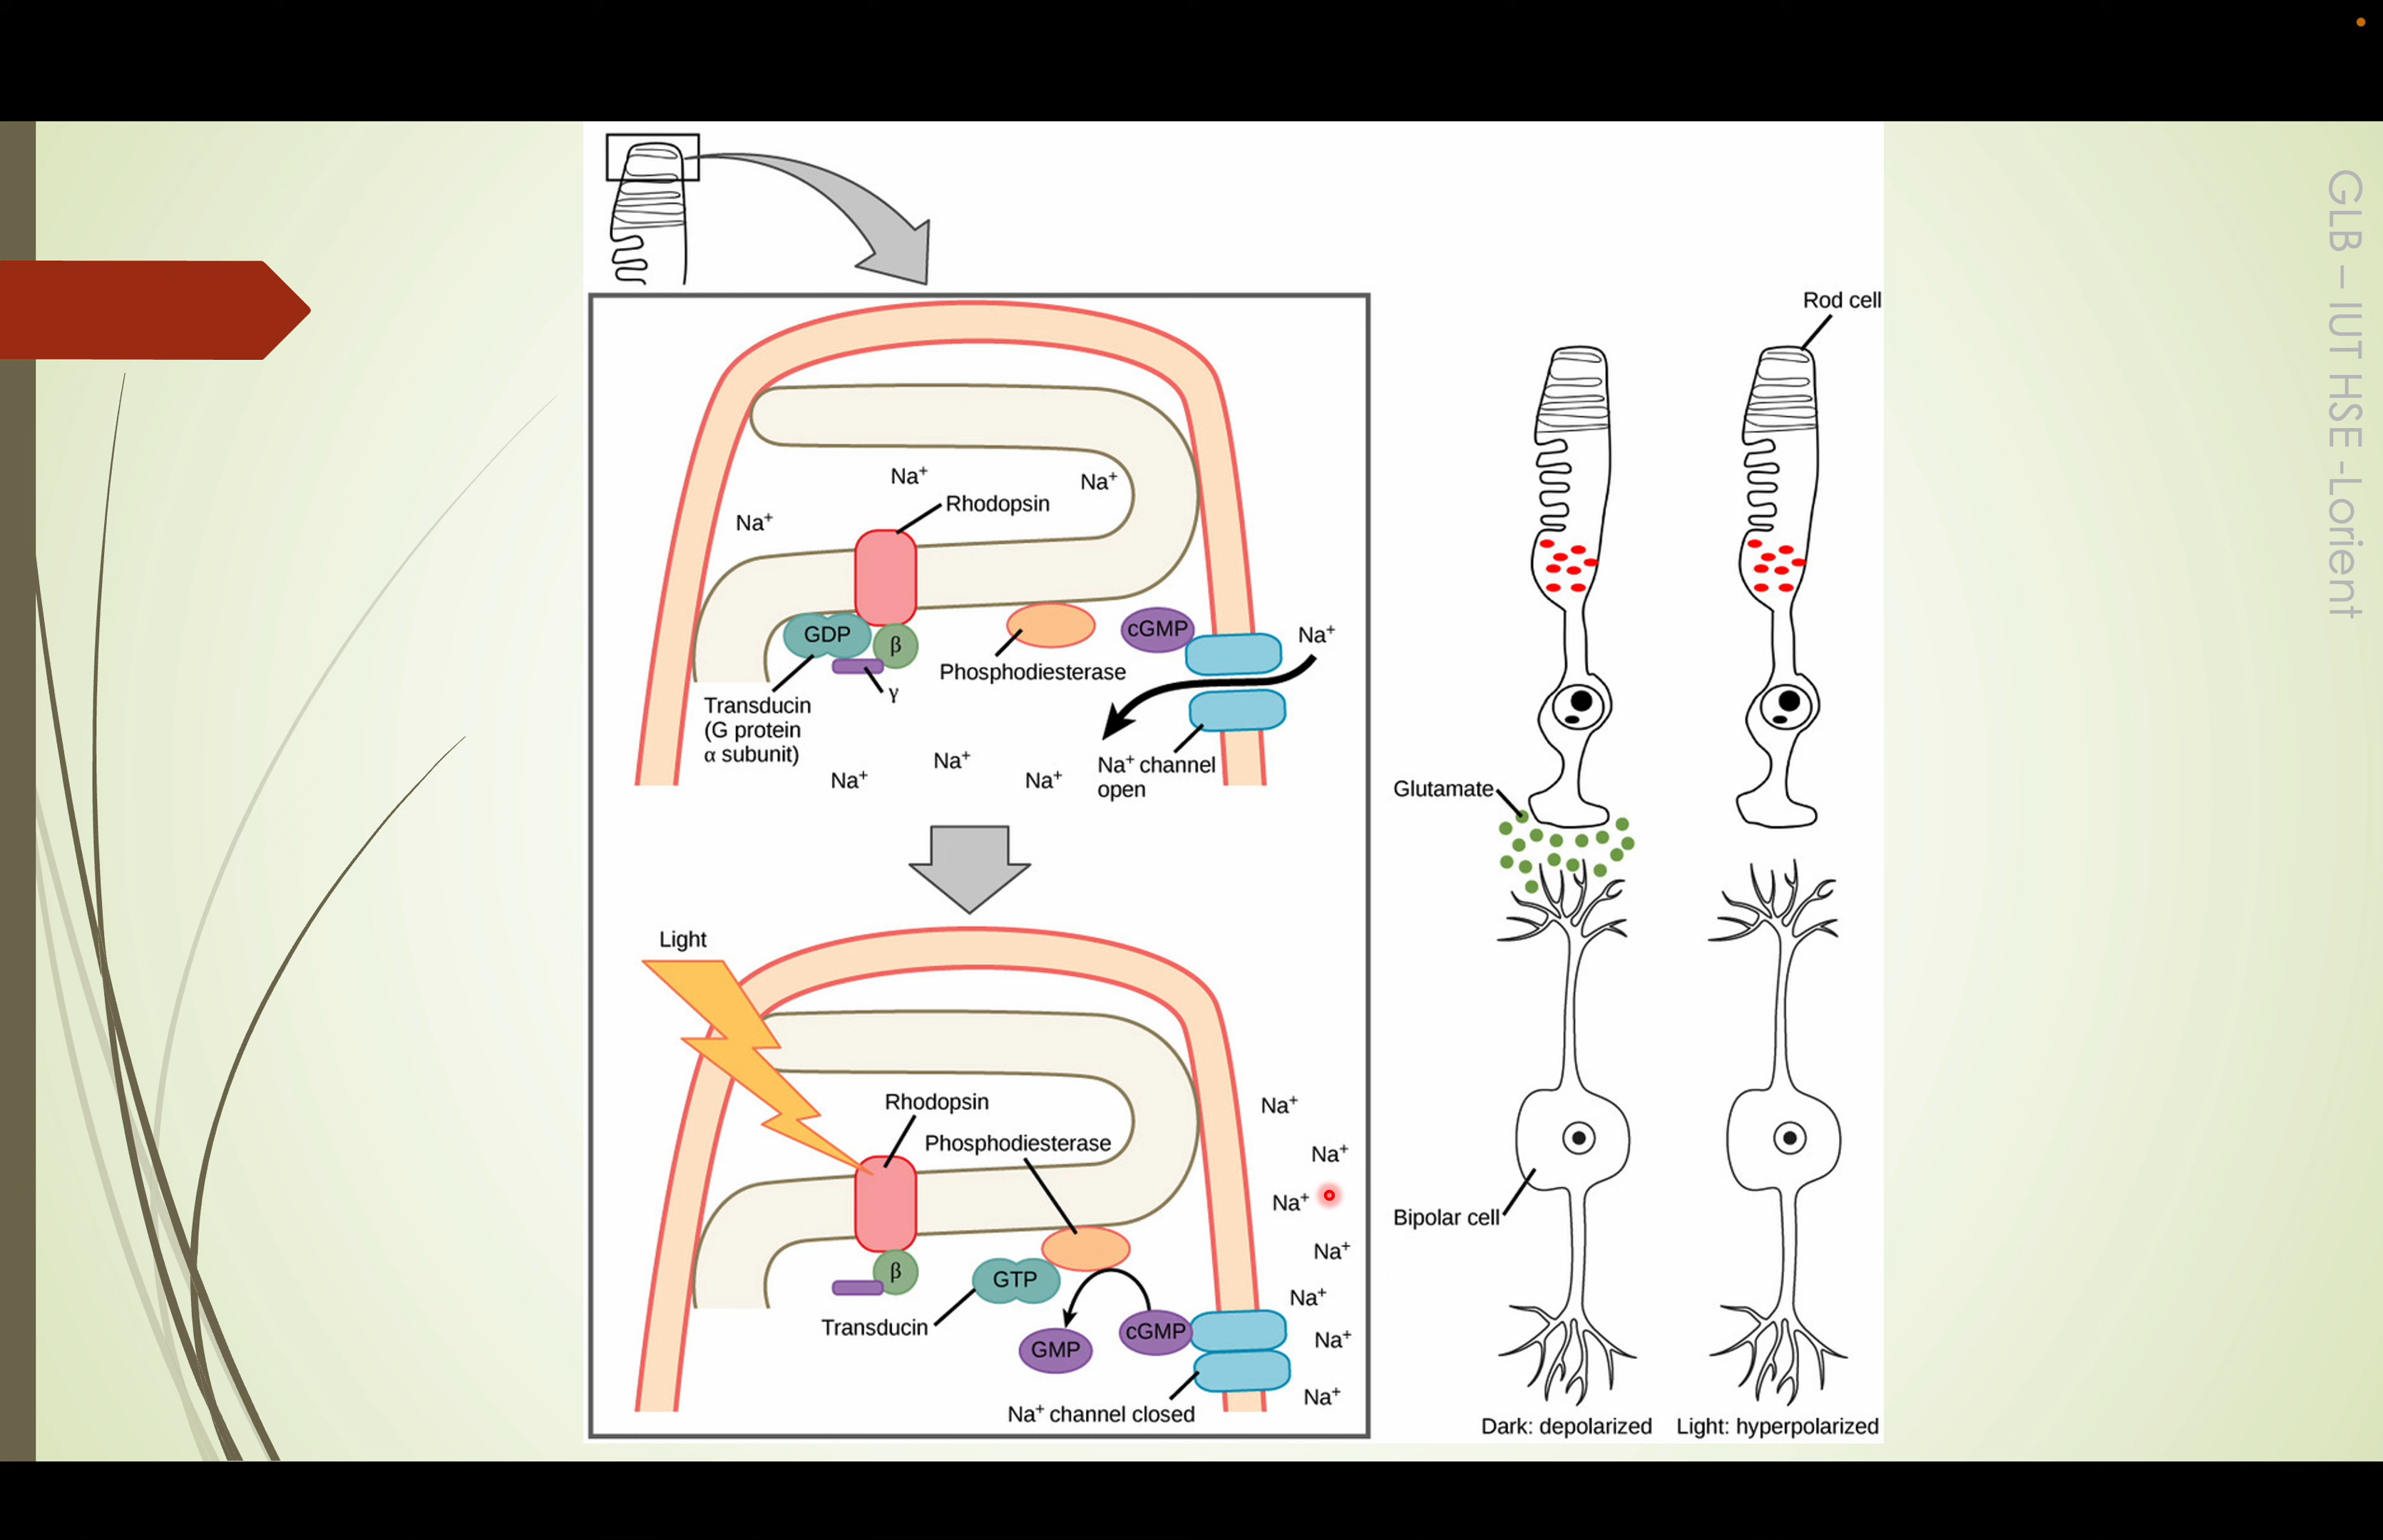 Rod cell
Na⁺
Na⁺
Rhodopsin
Na⁺
GDP
β
γ
cGMP
Na⁺
Phosphodiesterase
Transducin
(G protein
α subunit)
Na⁺
Na⁺
Na⁺
Na⁺ channel
open
Glutamate
Light
Rhodopsin
Phosphodiesterase
Na⁺
Na⁺
Na⁺
Na⁺
Na⁺
Na⁺
Na⁺
β
GTP
Transducin
GMP
cGMP
Na⁺ channel closed
Bipolar cell
Dark: depolarized
Light: hyperpolarized
GLB – IUT HSE -Lorient